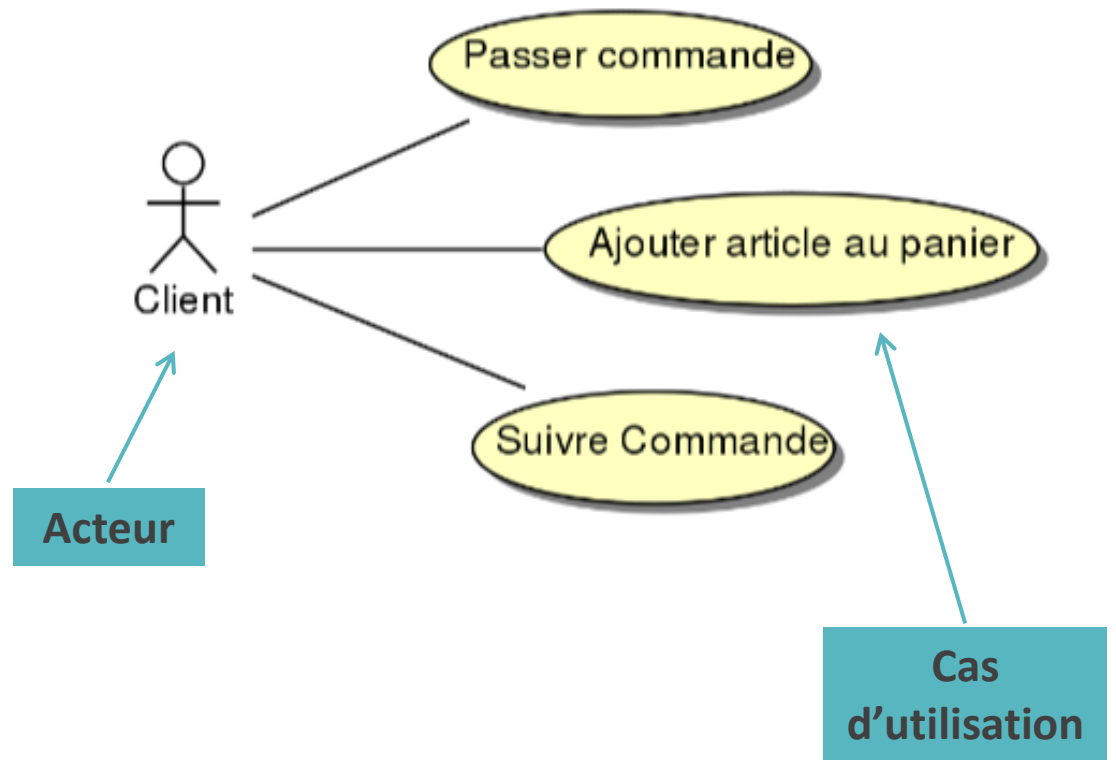 Passer commande
Ajouter article au panier
Client
Suivre Commande
Acteur
Cas
d’utilisation